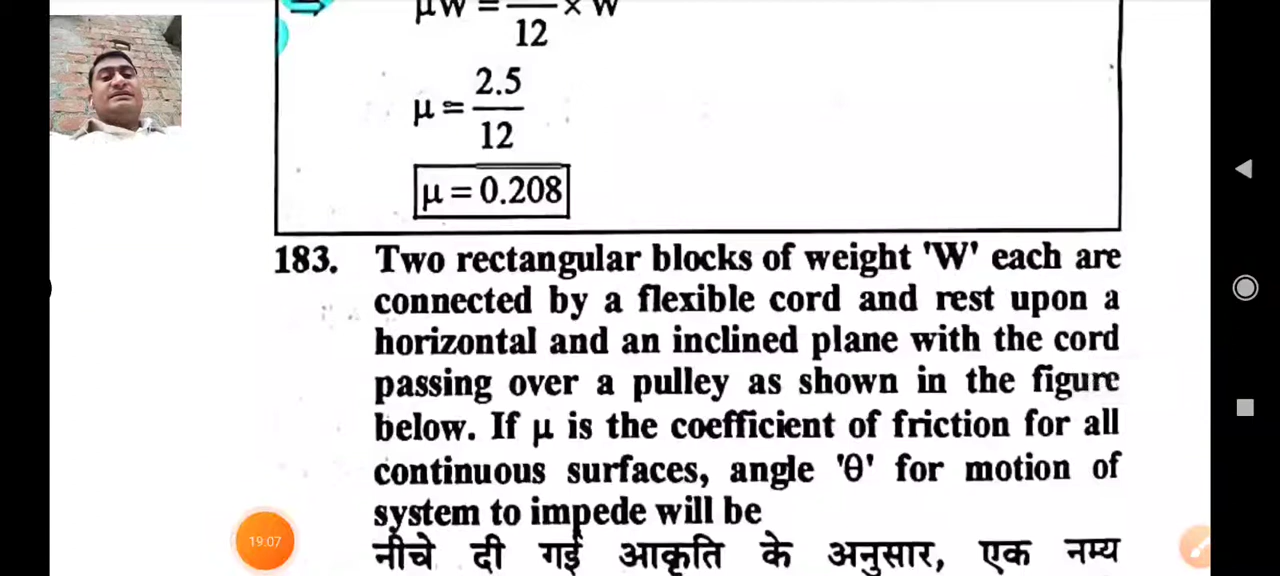 μW = × W
12
μ = 2.5
12
μ = 0.208
183. Two rectangular blocks of weight 'W' each are
connected by a flexible cord and rest upon a
horizontal and an inclined plane with the cord
passing over a pulley as shown in the figure
below. If μ is the coefficient of friction for all
continuous surfaces, angle 'θ' for motion of
system to impede will be
नीचे दी गई आकृति के अनुसार, एक नम्य
19:07